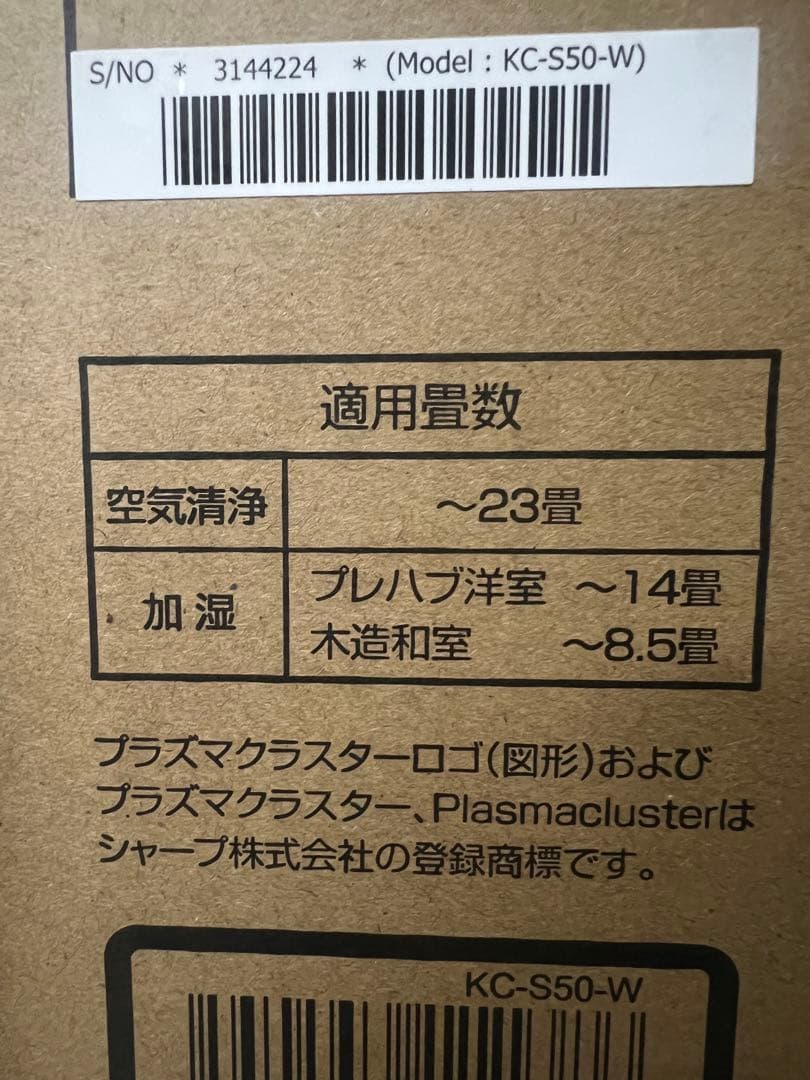 S/NO * 3144224 * (Model : KC-S50-W)
適用畳数
空気清浄 ～23畳
加湿 プレハブ洋室 ～14畳
木造和室 ～8.5畳
プラズマクラスターロゴ(図形)および
プラズマクラスター、Plasmaclusterは
シャープ株式会社の登録商標です。
KC-S50-W